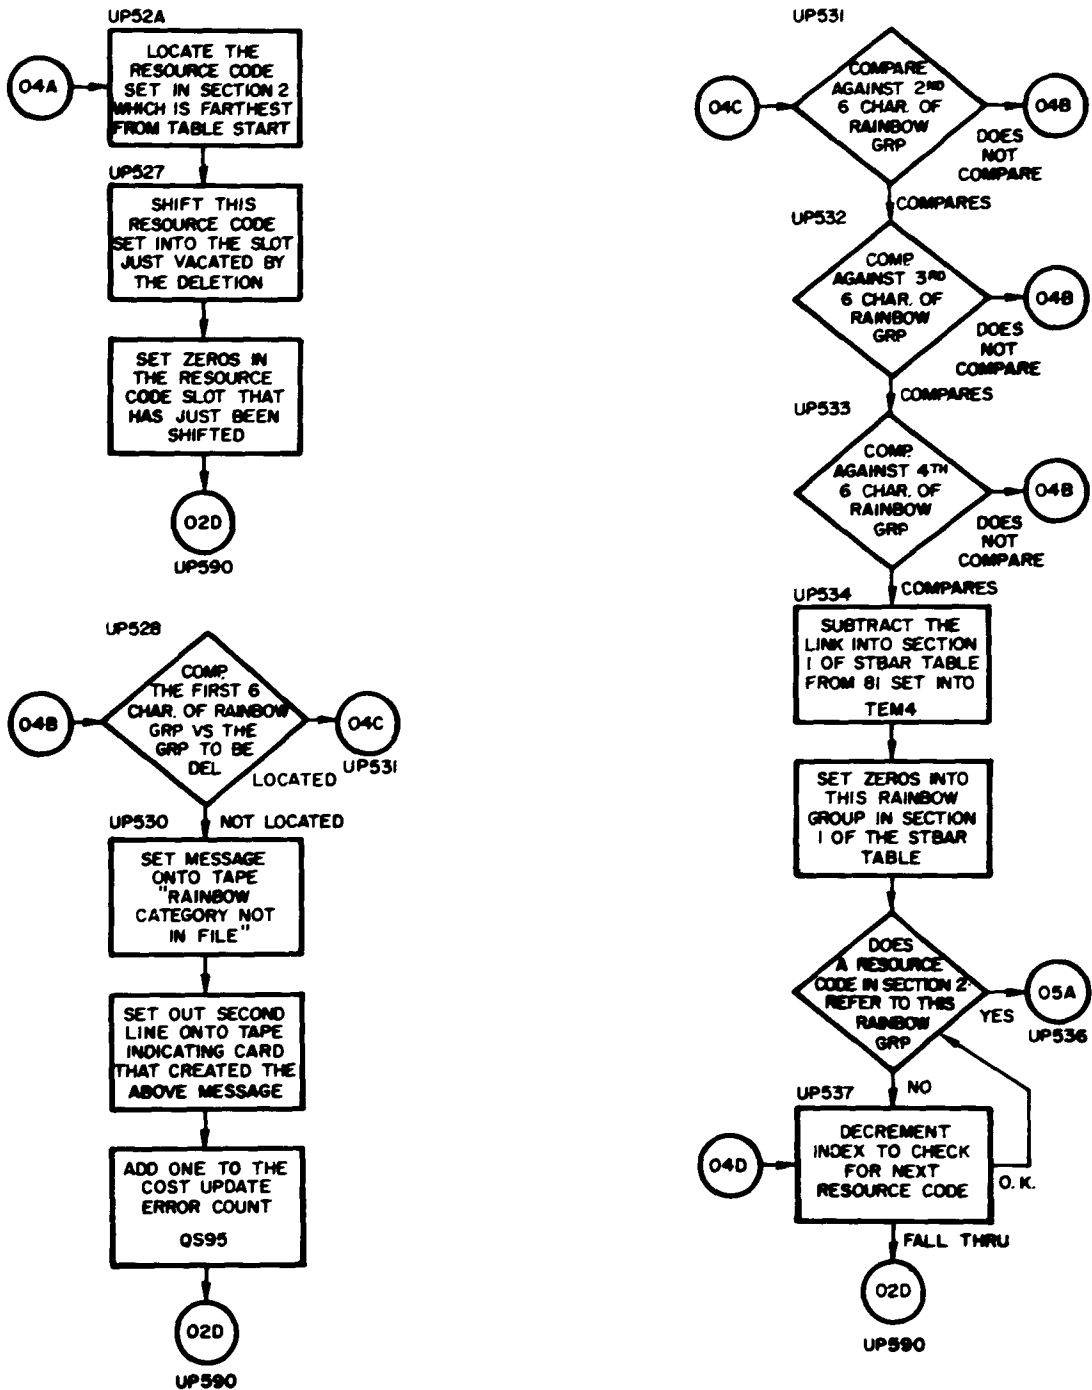 UP52A
04A
LOCATE THE
RESOURCE CODE
SET IN SECTION 2
WHICH IS FARTHEST
FROM TABLE START
UP527
SHIFT THIS
RESOURCE CODE
SET INTO THE SLOT
JUST VACATED BY
THE DELETION
SET ZEROS IN
THE RESOURCE
CODE SLOT THAT
HAS JUST BEEN
SHIFTED
02D
UP590
UP528
04B
COMP.
THE FIRST 6
CHAR. OF RAINBOW
GRP VS THE
GRP TO BE
DEL
04C
UP531
LOCATED
UP530
NOT LOCATED
SET MESSAGE
ONTO TAPE
"RAINBOW
CATEGORY NOT
IN FILE"
SET OUT SECOND
LINE ONTO TAPE
INDICATING CARD
THAT CREATED THE
ABOVE MESSAGE
ADD ONE TO THE
COST UPDATE
ERROR COUNT
QS95
02D
UP590
UP531
04C
COMPARE
AGAINST 2ND
6 CHAR. OF
RAINBOW
GRP
04B
DOES
NOT
COMPARE
COMPARES
UP532
COMP.
AGAINST 3RD
6 CHAR. OF
RAINBOW
GRP
04B
DOES
NOT
COMPARE
COMPARES
UP533
COMP.
AGAINST 4TH
6 CHAR. OF
RAINBOW
GRP
04B
DOES
NOT
COMPARE
COMPARES
UP534
SUBTRACT THE
LINK INTO SECTION
1 OF STBAR TABLE
FROM 81 SET INTO
TEM4
SET ZEROS INTO
THIS RAINBOW
GROUP IN SECTION
1 OF THE STBAR
TABLE
DOES
A RESOURCE
CODE IN SECTION 2
REFER TO THIS
RAINBOW
GRP
YES
05A
UP536
NO
UP537
04D
DECREMENT
INDEX TO CHECK
FOR NEXT
RESOURCE CODE
O.K.
FALL THRU
02D
UP590